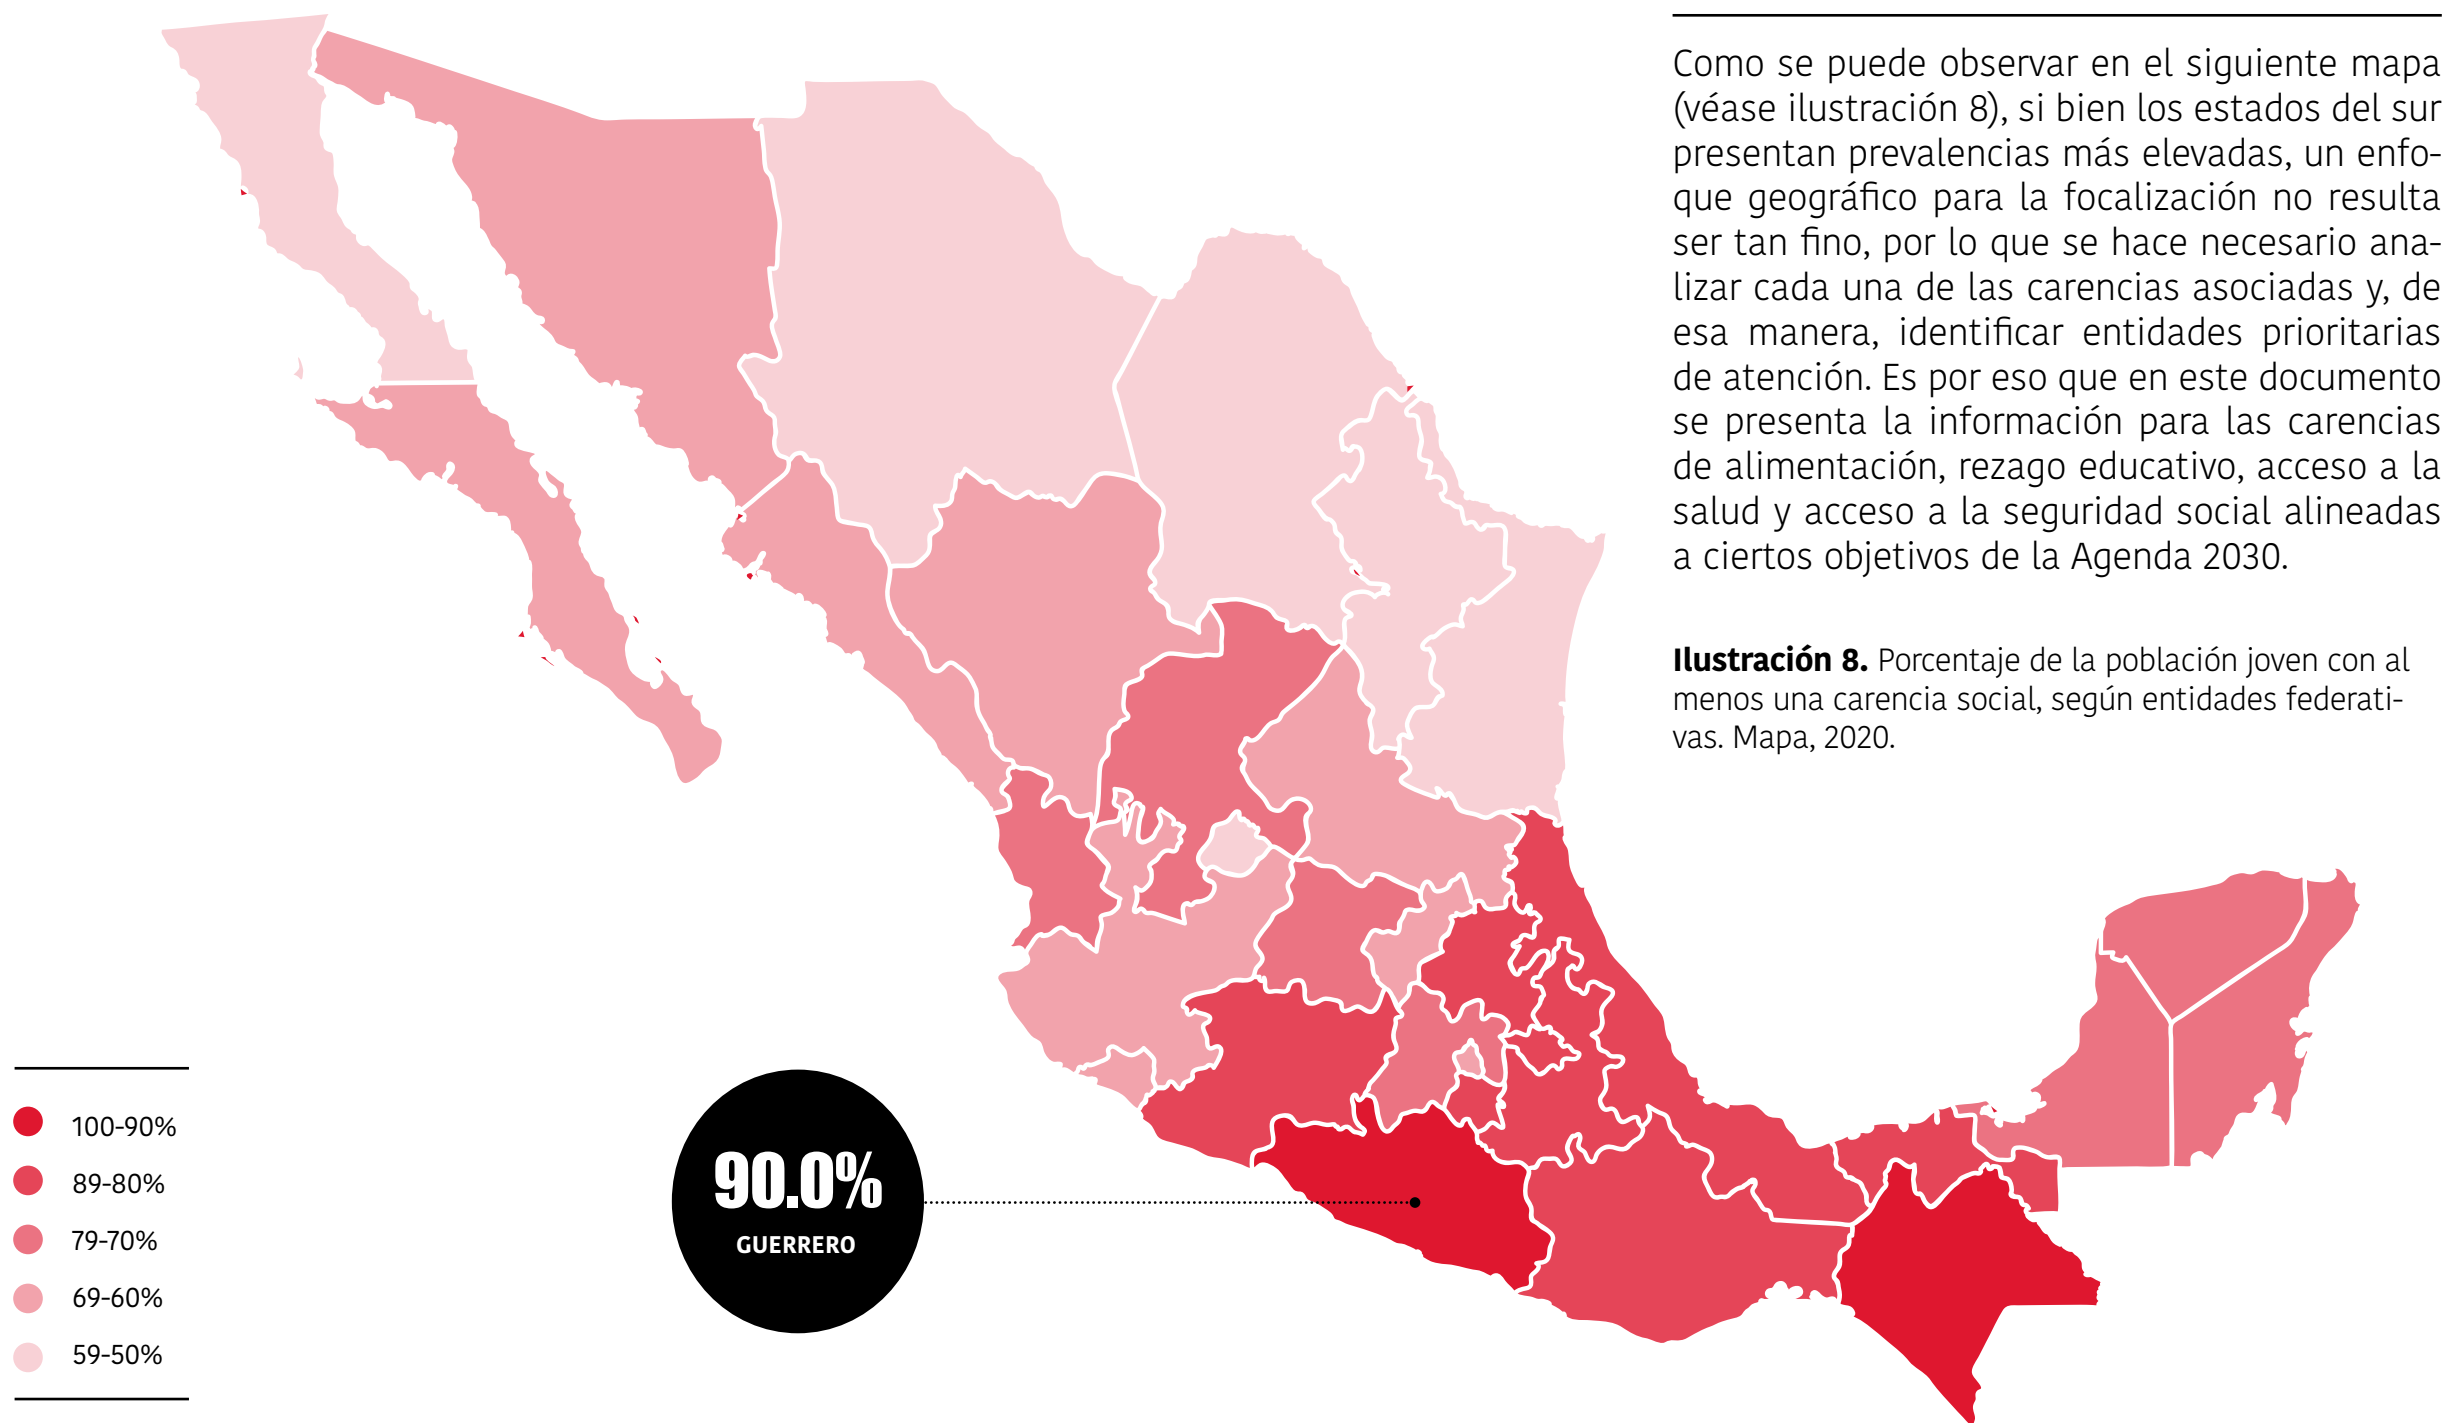 Como se puede observar en el siguiente mapa
(véase ilustración 8), si bien los estados del sur
presentan prevalencias más elevadas, un enfo-
que geográfico para la focalización no resulta
ser tan fino, por lo que se hace necesario ana-
lizar cada una de las carencias asociadas y, de
esa manera, identificar entidades prioritarias
de atención. Es por eso que en este documento
se presenta la información para las carencias
de alimentación, rezago educativo, acceso a la
salud y acceso a la seguridad social alineadas
a ciertos objetivos de la Agenda 2030.
Ilustración 8. Porcentaje de la población joven con al
menos una carencia social, según entidades federati-
vas. Mapa, 2020.
100-90%
89-80%
79-70%
69-60%
59-50%
90.0%
GUERRERO